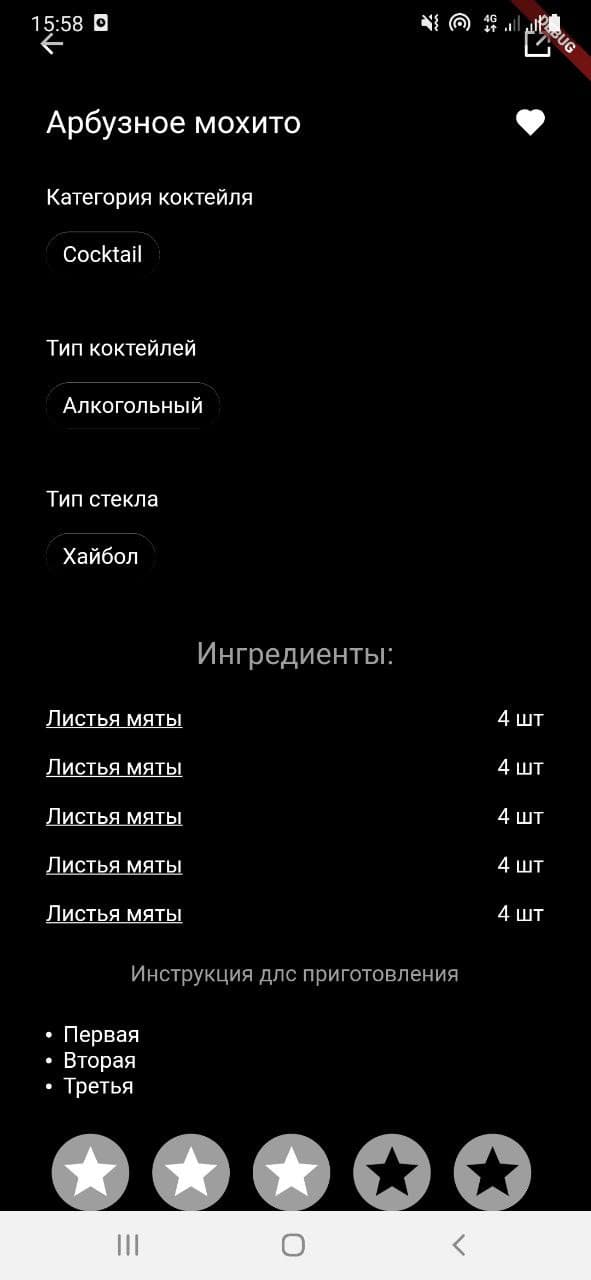 15:58
4G
DEBUG
Арбузное мохито
Категория коктейля
Cocktail
Тип коктейлей
Алкогольный
Тип стекла
Хайбол
Ингредиенты:
Листья мяты 4 шт
Листья мяты 4 шт
Листья мяты 4 шт
Листья мяты 4 шт
Листья мяты 4 шт
Инструкция длс приготовления
• Первая
• Вторая
• Третья